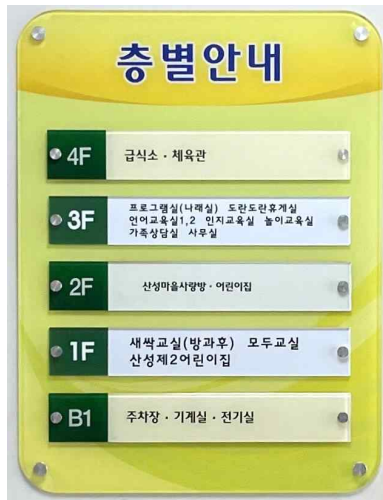 층별안내
4F 급식소 · 체육관
3F 프로그램실(나래실) 도란도란휴게실
언어교육실1,2 인지교육실 놀이교육실
가족상담실 사무실
2F 산성마을사랑방 · 어린이집
1F 새싹교실(방과후) 모두교실
산성제2어린이집
B1 주차장 · 기계실 · 전기실